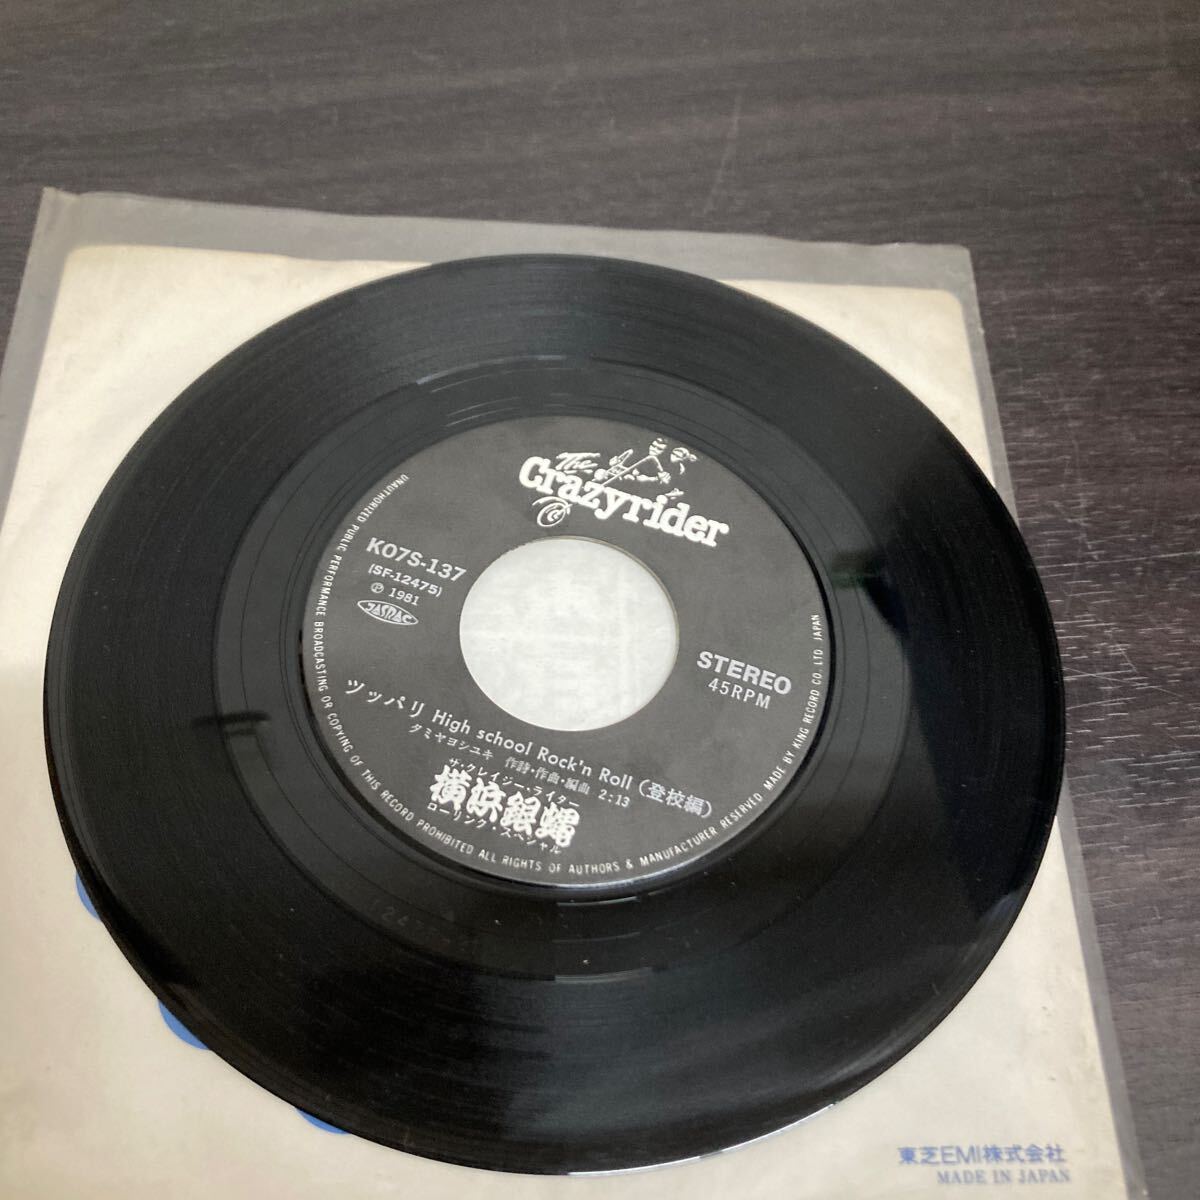 The
Crazyrider
K07S-137
(SF-12475)
Ⓟ 1981
JASRAC
STEREO
45RPM
ツッパリ High school Rock'n Roll (登校編)
タミヤヨシユキ 作詩・作曲・編曲 2:13
ザ・クレイジー・ライダー
横浜銀蝿
ローリング・スペシャル
UNAUTHORIZED PUBLIC PERFORMANCE BROADCASTING OR COPYING OF THIS RECORD PROHIBITED ALL RIGHTS OF AUTHORS & MANUFACTURER RESERVED MADE BY KING RECORD CO., LTD. JAPAN
東芝EMI株式会社
MADE IN JAPAN